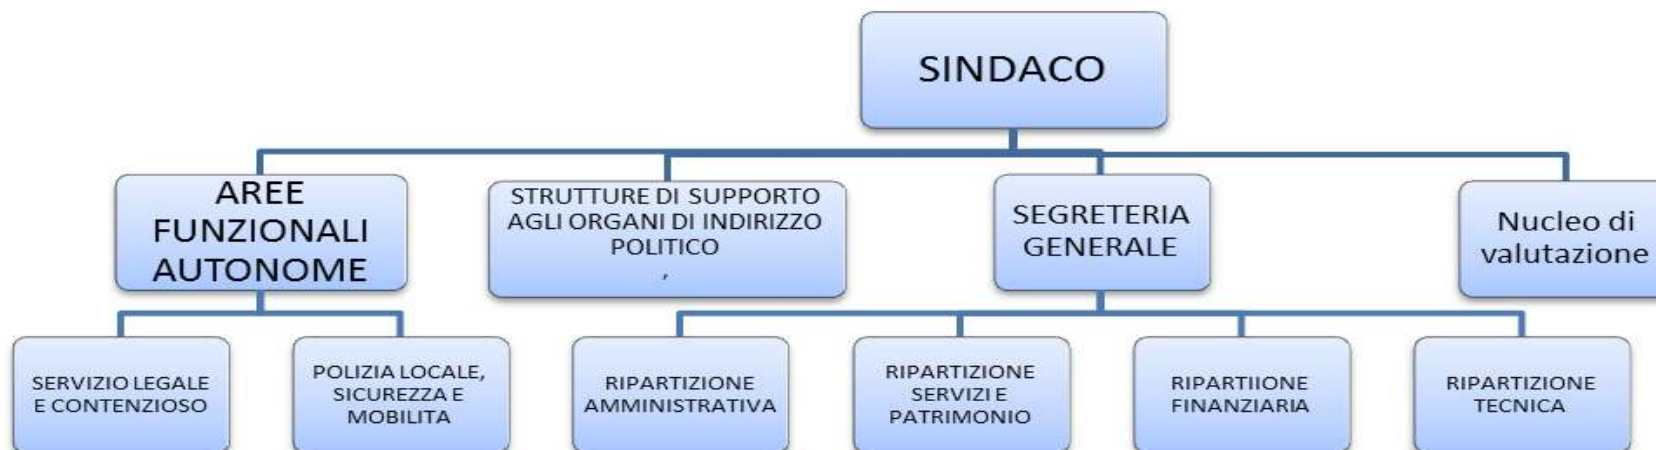 SINDACO
AREE
FUNZIONALI
AUTONOME
STRUTTURE DI SUPPORTO
AGLI ORGANI DI INDIRIZZO
POLITICO
,
SEGRETERIA
GENERALE
Nucleo di
valutazione
SERVIZIO LEGALE
E CONTENZIOSO
POLIZIA LOCALE,
SICUREZZA E
MOBILITA
RIPARTIZIONE
AMMINISTRATIVA
RIPARTIZIONE
SERVIZI E
PATRIMONIO
RIPARTIIONE
FINANZIARIA
RIPARTIZIONE
TECNICA